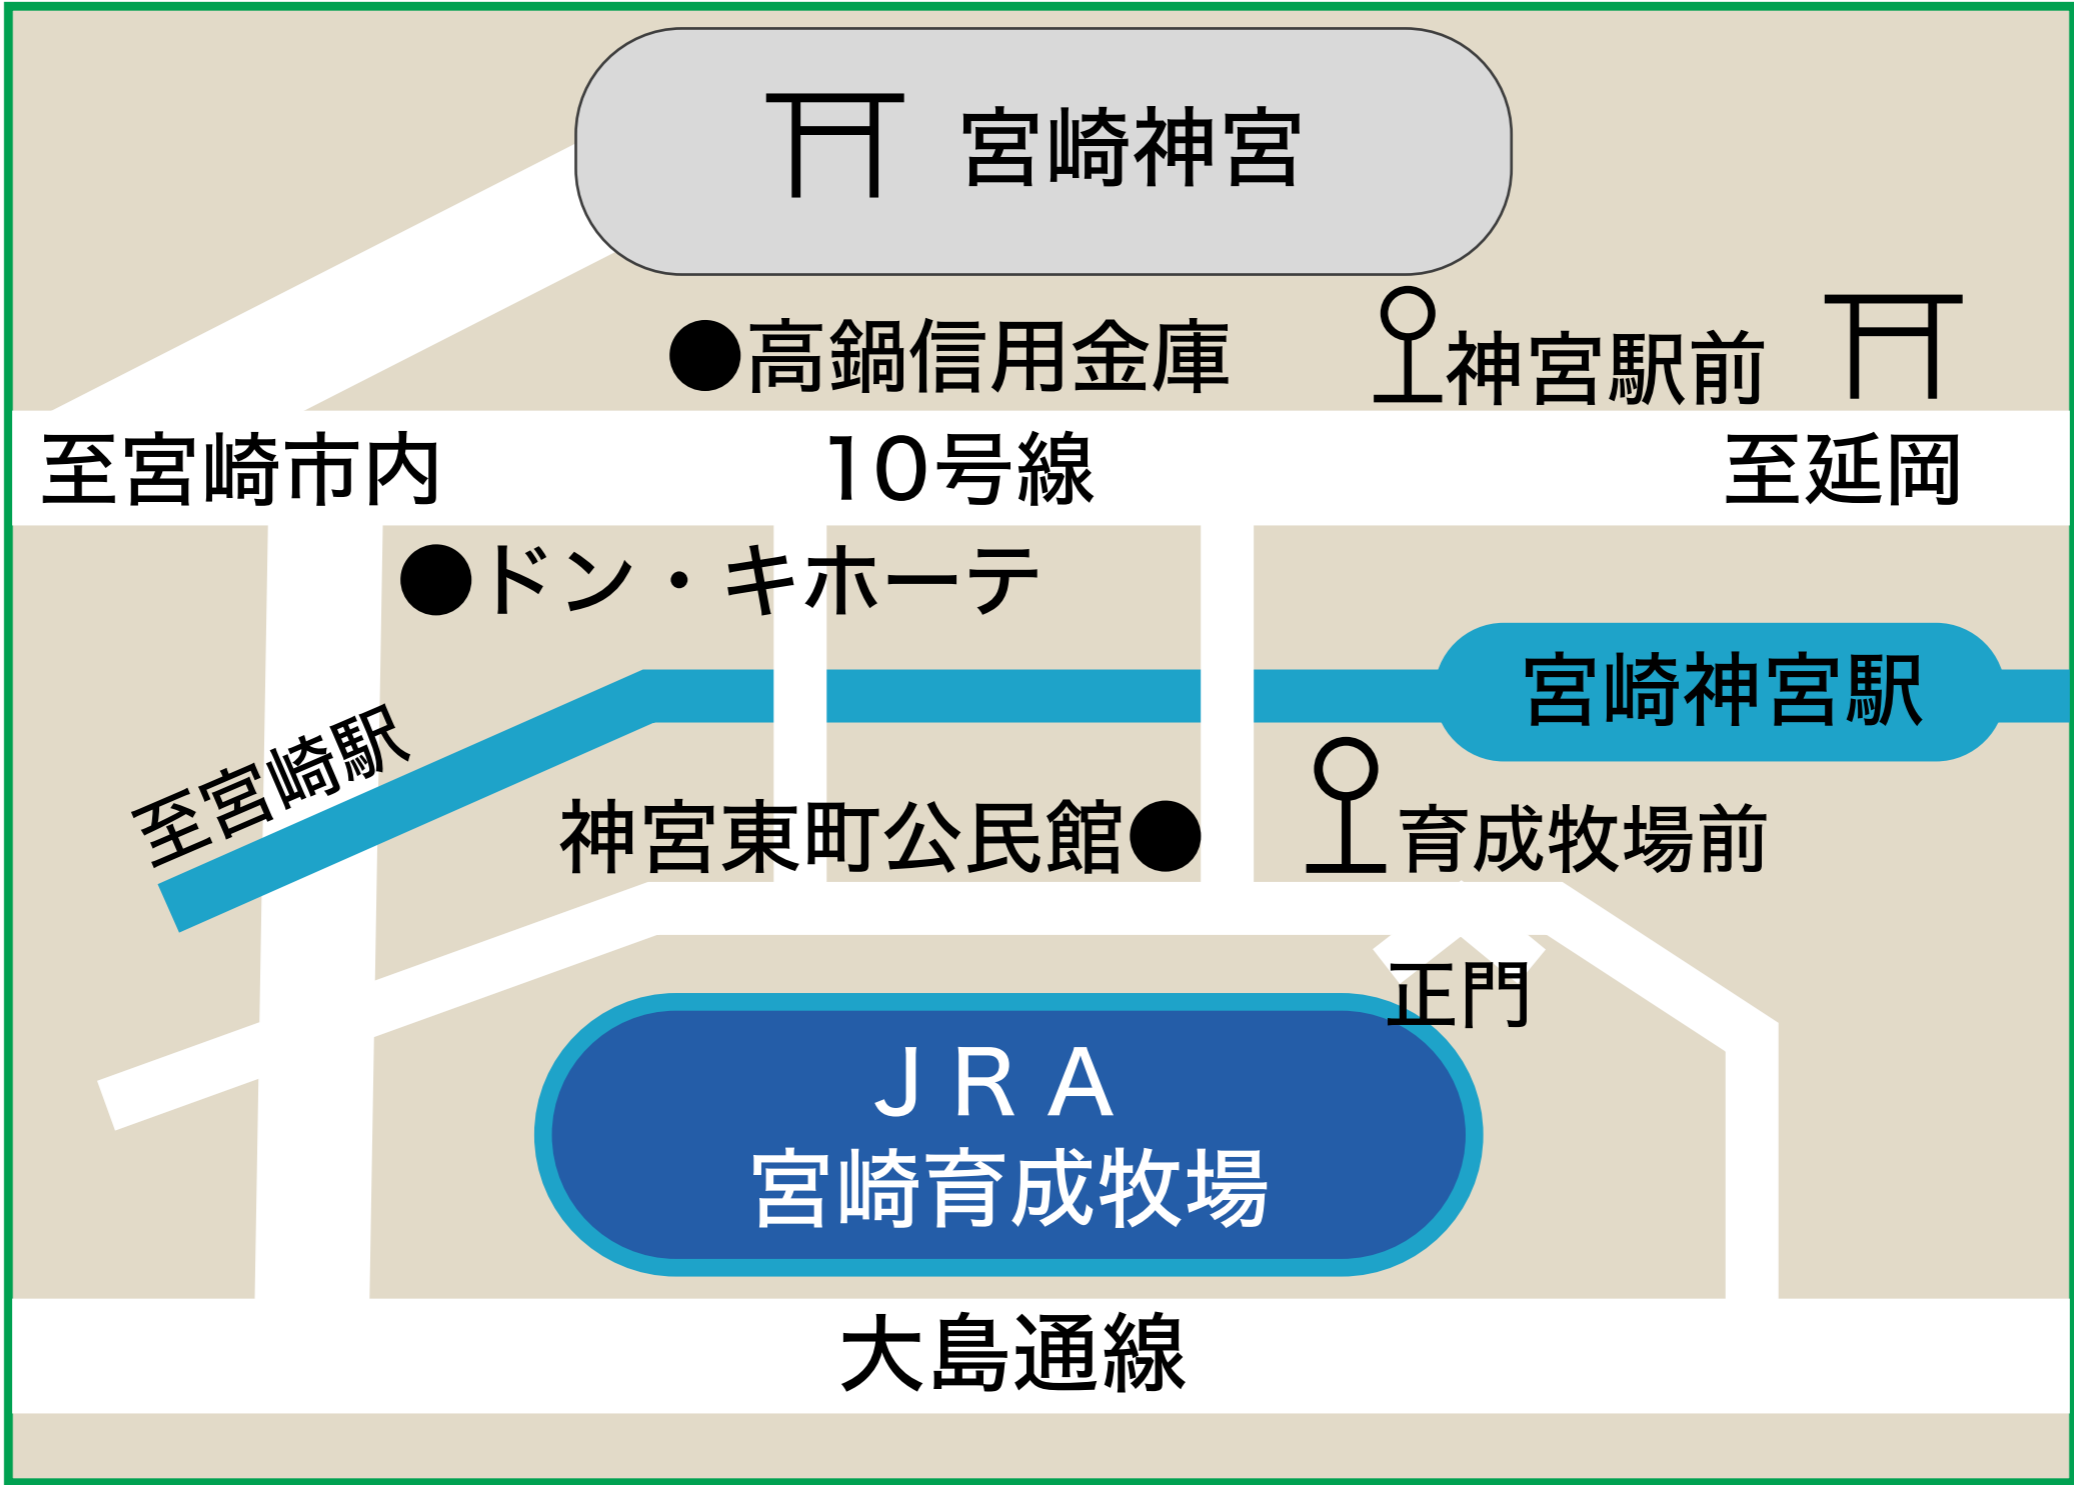 宮崎神宮
●高鍋信用金庫
神宮駅前
至宮崎市内
10号線
至延岡
●ドン・キホーテ
宮崎神宮駅
至宮崎駅
神宮東町公民館●
育成牧場前
正門
ＪＲＡ
宮崎育成牧場
大島通線